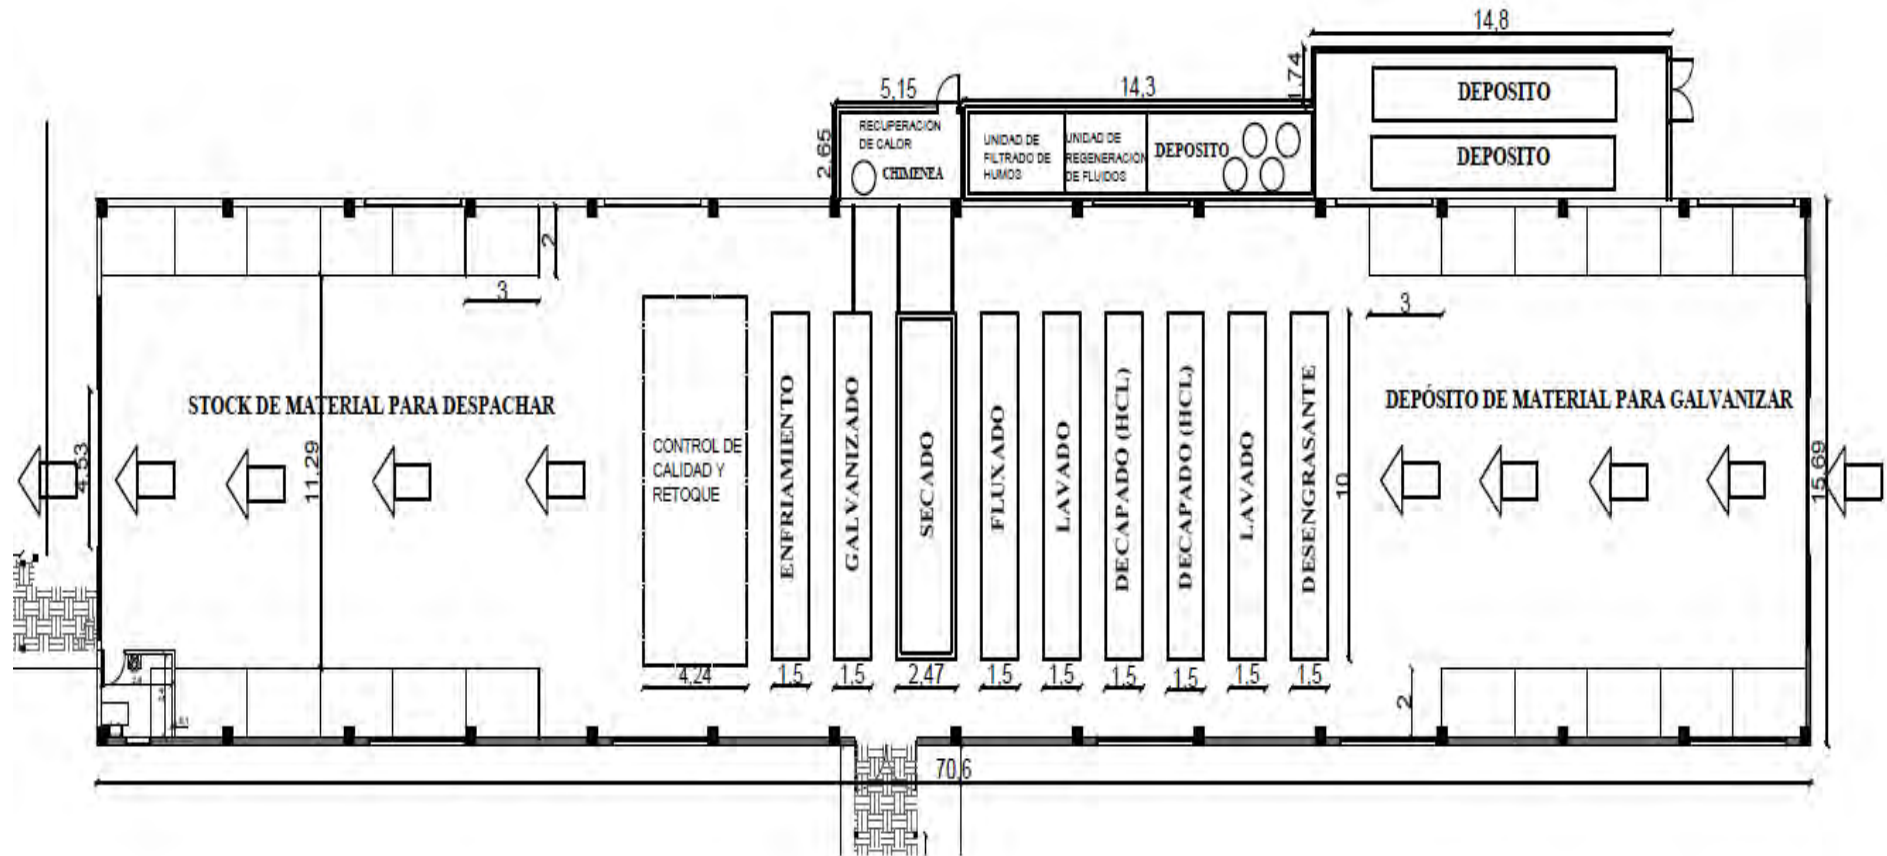 14,8
5,15
14,3
1,74
DEPOSITO
DEPOSITO
2,65
RECUPERACION
DE CALOR
CHIMENEA
UNIDAD DE
FILTRADO DE
HUMOS
UNIDAD DE
REGENERACION
DE FLUIDOS
DEPOSITO
2
3
3
STOCK DE MATERIAL PARA DESPACHAR
DEPÓSITO DE MATERIAL PARA GALVANIZAR
4,53
11,29
CONTROL DE
CALIDAD Y
RETOQUE
ENFRIAMIENTO
GALVANIZADO
SECADO
FLUXADO
LAVADO
DECAPADO (HCL)
DECAPADO (HCL)
LAVADO
DESENGRASANTE
10
15,69
4,24
1,5
1,5
2,47
1,5
1,5
1,5
1,5
1,5
1,5
2
70,6